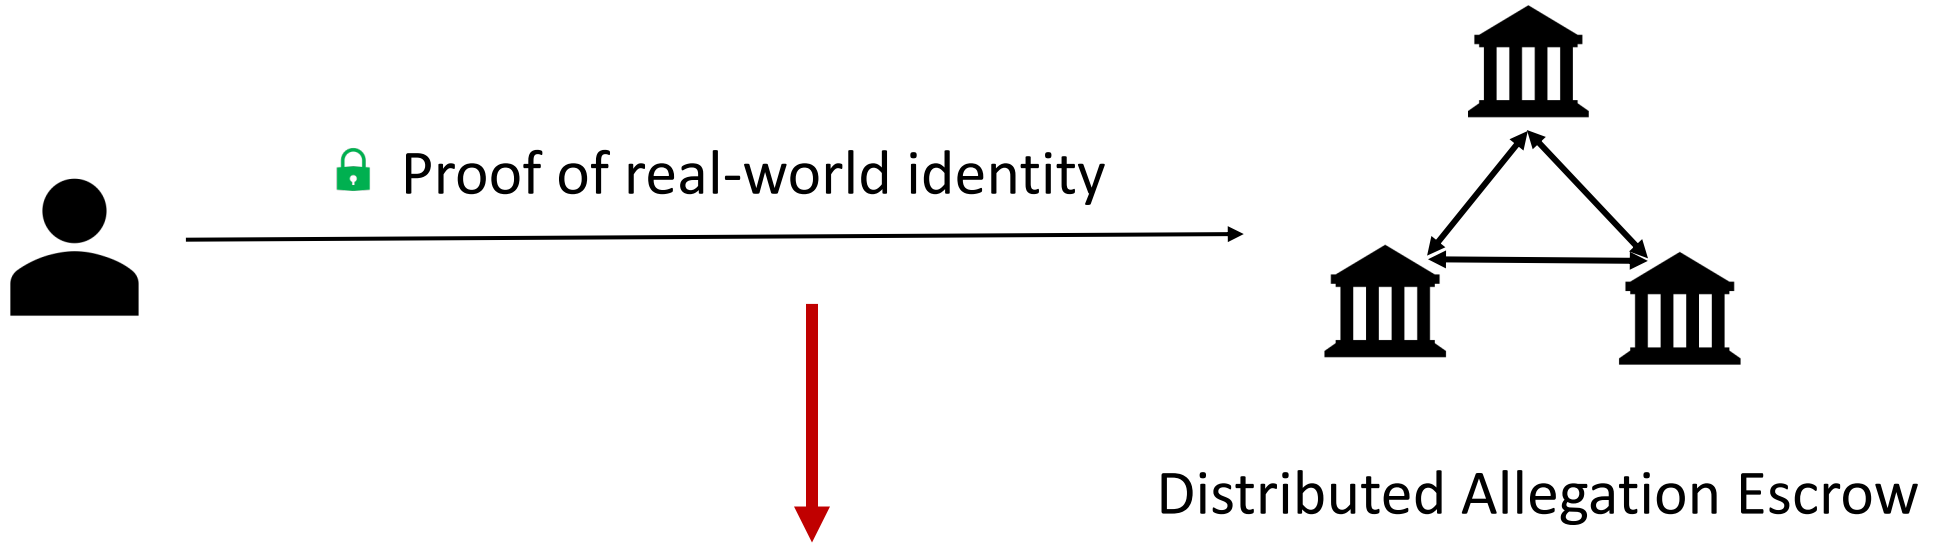 Proof of real-world identity
Distributed Allegation Escrow